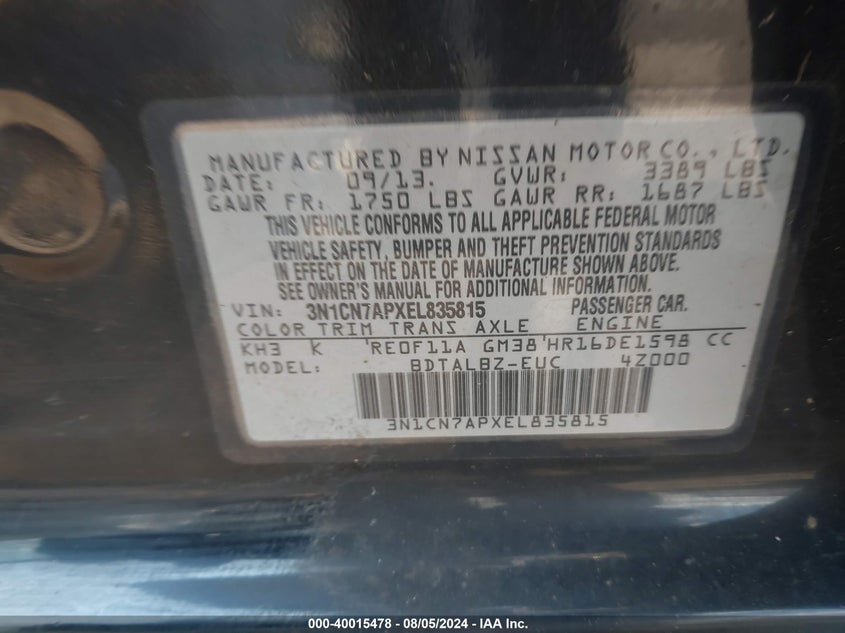 MANUFACTURED BY NISSAN MOTOR CO., LTD.
DATE: 09/13. GVWR: 3389 LBS
GAWR FR: 1750 LBS GAWR RR: 1687 LBS
THIS VEHICLE CONFORMS TO ALL APPLICABLE FEDERAL MOTOR
VEHICLE SAFETY, BUMPER AND THEFT PREVENTION STANDARDS
IN EFFECT ON THE DATE OF MANUFACTURE SHOWN ABOVE.
SEE OWNER'S MANUAL FOR ADDITIONAL INFORMATION.
VIN: 3N1CN7APXEL835815 PASSENGER CAR.
COLOR TRIM TRANS AXLE ENGINE
KH3 K 'RE0F11A GM38'HR16DE1598 CC
MODEL: BDTALBZ-EUC 4Z000
3N1CN7APXEL835815
000-40015478 - 08/05/2024 - IAA Inc.